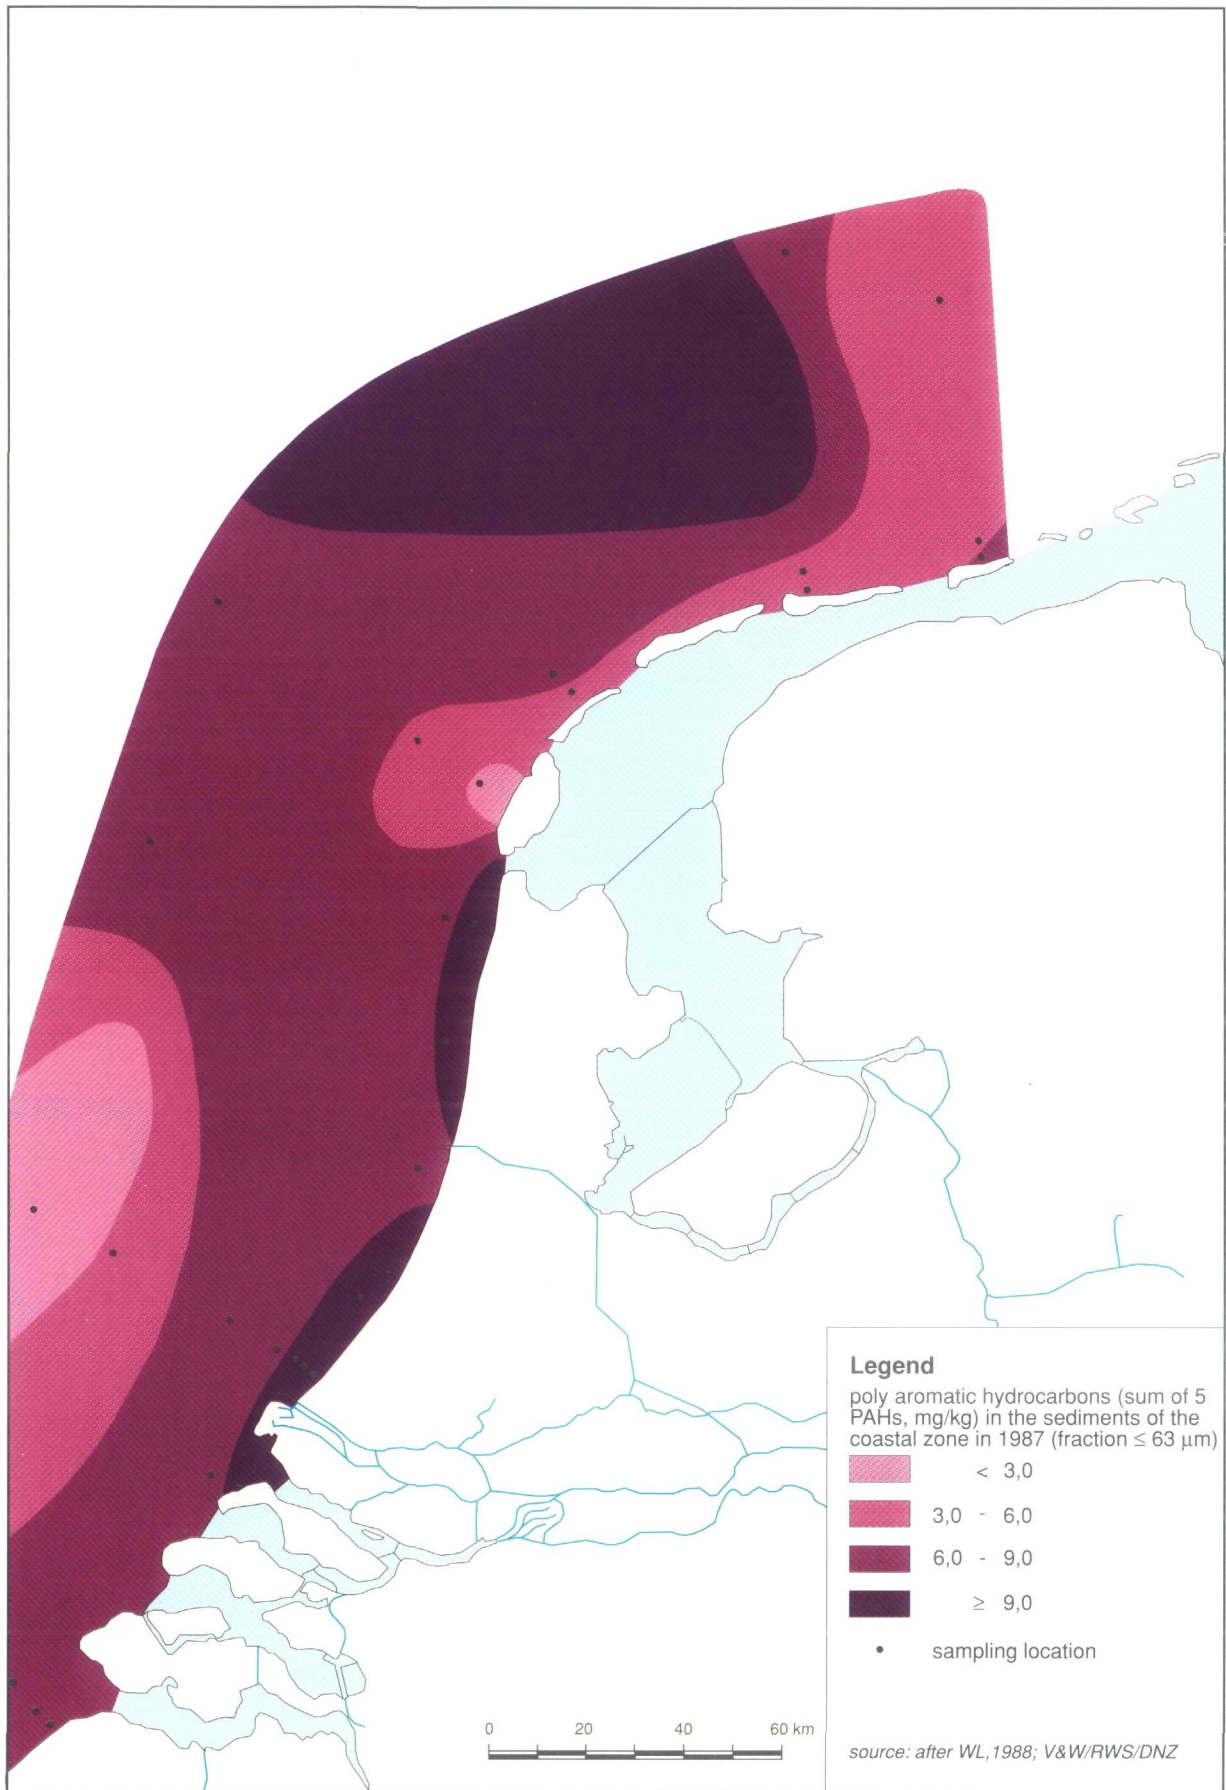 Legend
poly aromatic hydrocarbons (sum of 5
PAHs, mg/kg) in the sediments of the
coastal zone in 1987 (fraction ≤ 63 µm)
< 3,0
3,0 - 6,0
6,0 - 9,0
≥ 9,0
sampling location
0 20 40 60 km
source: after WL,1988; V&W/RWS/DNZ